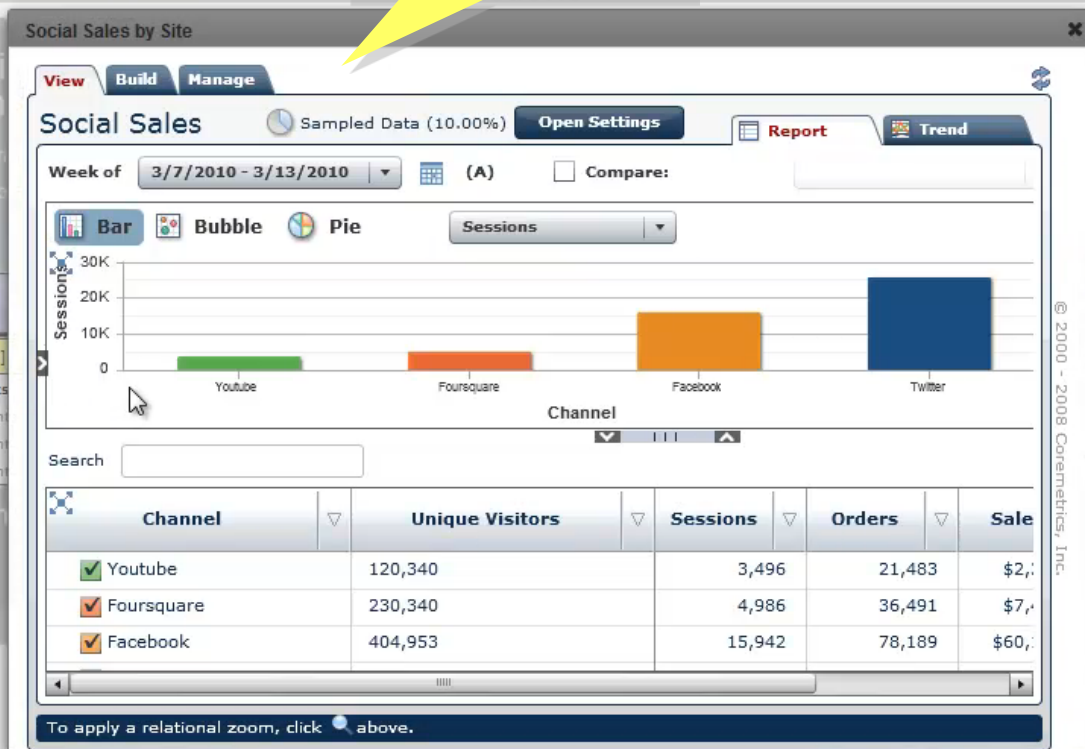 Social Sales by Site
View Build Manage
Social Sales Sampled Data (10.00%) Open Settings Report Trend
Week of 3/7/2010 - 3/13/2010 (A) Compare:
Bar Bubble Pie Sessions
30K
20K
10K
0
Sessions
Youtube Foursquare Facebook Twitter
Channel
Search
Channel Unique Visitors Sessions Orders Sale
Youtube 120,340 3,496 21,483 $2,
Foursquare 230,340 4,986 36,491 $7,
Facebook 404,953 15,942 78,189 $60,
To apply a relational zoom, click above.
© 2000 - 2008 Coremetrics, Inc.